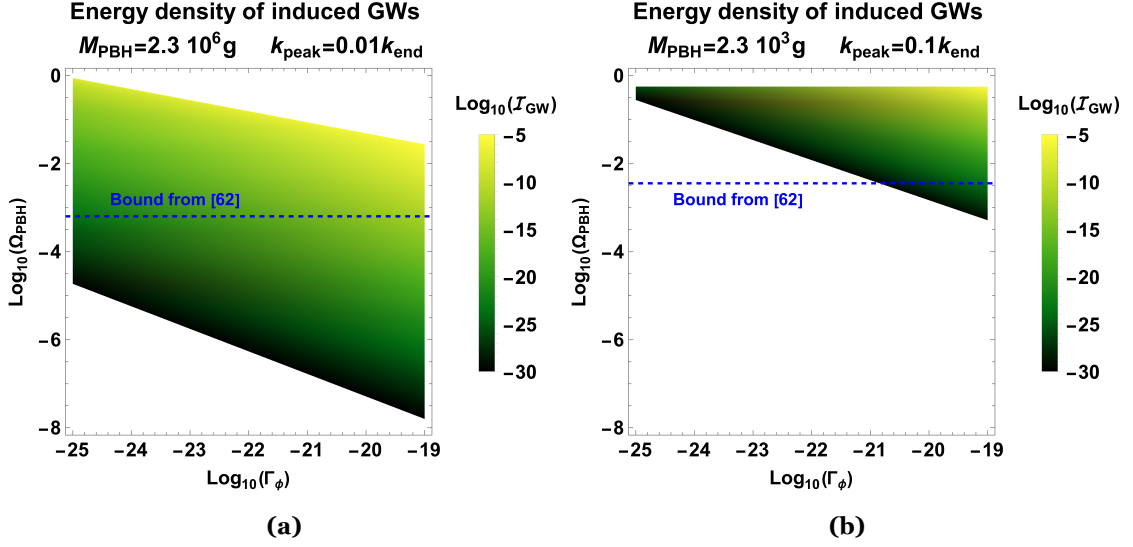 Energy density of induced GWs
M_PBH=2.3 10^6 g k_peak=0.01k_end
0
−2
−4
−6
−8
Log₁₀(Ω_PBH)
−25 −24 −23 −22 −21 −20 −19
Log₁₀(Γ_ϕ)
Bound from [62]
Log₁₀(ℐ_GW)
−5
−10
−15
−20
−25
−30
(a)
Energy density of induced GWs
M_PBH=2.3 10^3 g k_peak=0.1k_end
0
−2
−4
−6
−8
Log₁₀(Ω_PBH)
−25 −24 −23 −22 −21 −20 −19
Log₁₀(Γ_ϕ)
Bound from [62]
Log₁₀(ℐ_GW)
−5
−10
−15
−20
−25
−30
(b)